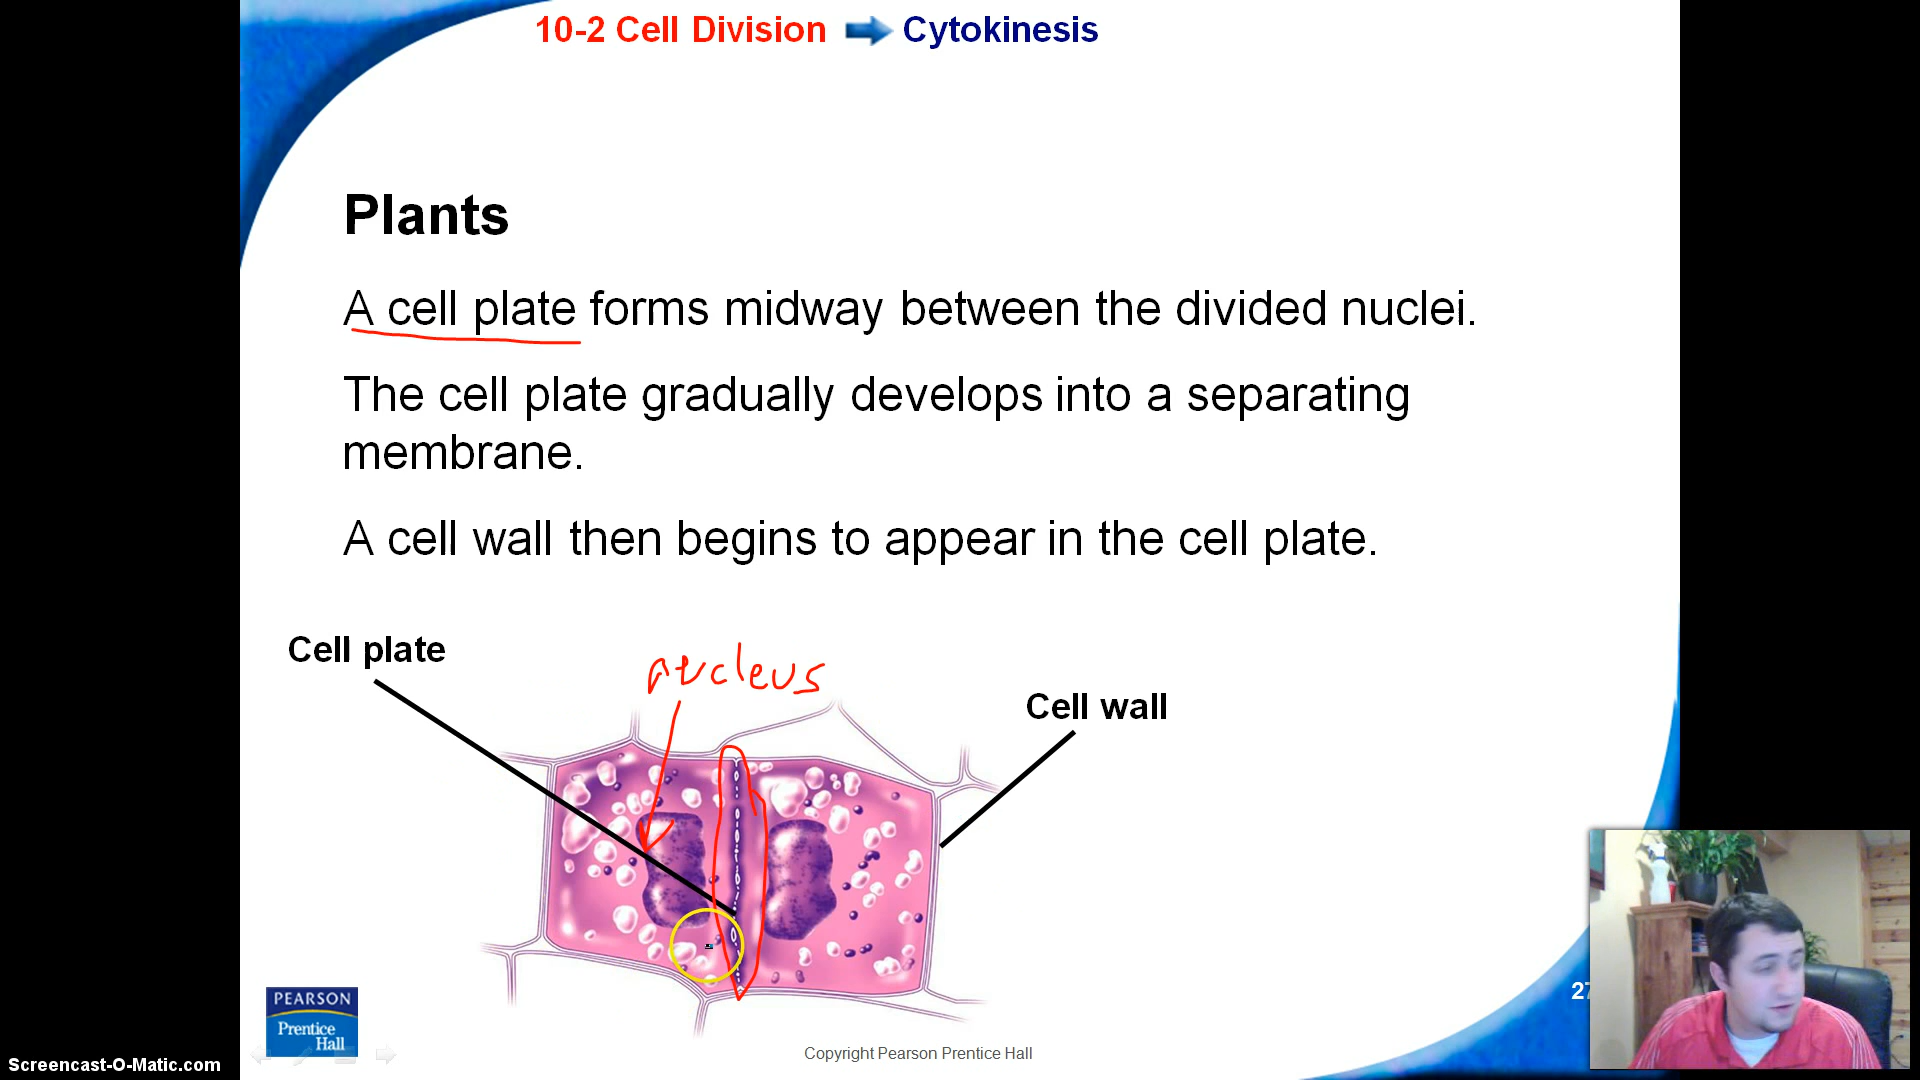 10-2 Cell Division Cytokinesis
Plants
A cell plate forms midway between the divided nuclei.
The cell plate gradually develops into a separating
membrane.
A cell wall then begins to appear in the cell plate.
Cell plate
nucleus
Cell wall
PEARSON
Prentice
Hall
27
Copyright Pearson Prentice Hall
Screencast-O-Matic.com